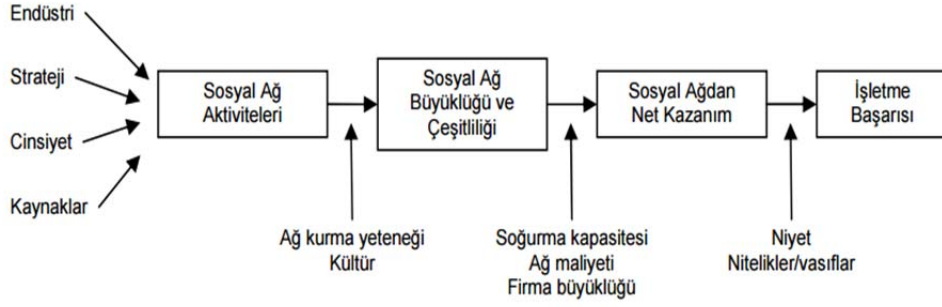 Endüstri
Strateji
Cinsiyet
Kaynaklar
Sosyal Ağ
Aktiviteleri
Sosyal Ağ
Büyüklüğü ve
Çeşitliliği
Sosyal Ağdan
Net Kazanım
İşletme
Başarısı
Ağ kurma yeteneği
Kültür
Soğurma kapasitesi
Ağ maliyeti
Firma büyüklüğü
Niyet
Nitelikler/vasıflar